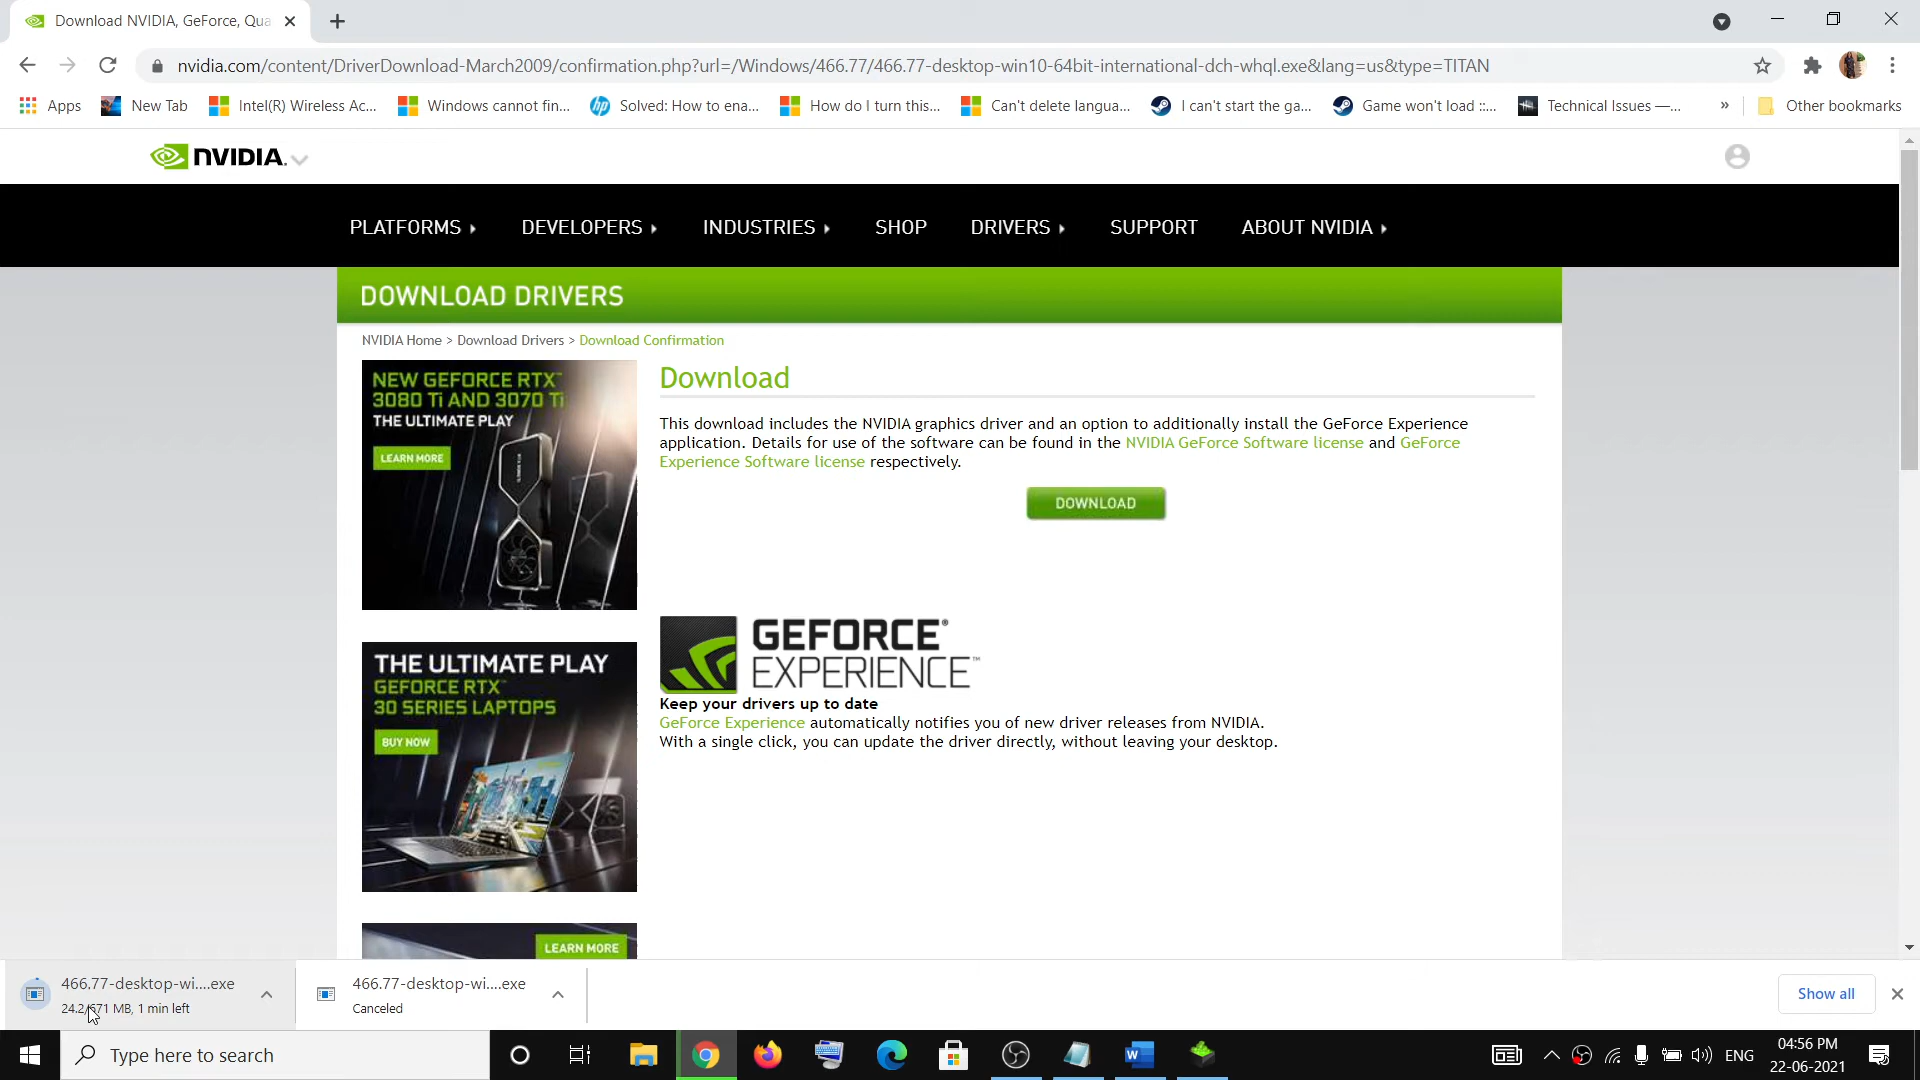 Download NVIDIA, GeForce, Qua
nvidia.com/content/DriverDownload-March2009/confirmation.php?url=/Windows/466.77/466.77-desktop-win10-64bit-international-dch-whql.exe&lang=us&type=TITAN
Apps New Tab Intel(R) Wireless Ac... Windows cannot fin... Solved: How to ena... How do I turn this... Can't delete langua... I can't start the ga... Game won't load ::... Technical Issues —... » Other bookmarks
NVIDIA.
PLATFORMS DEVELOPERS INDUSTRIES SHOP DRIVERS SUPPORT ABOUT NVIDIA
DOWNLOAD DRIVERS
NVIDIA Home > Download Drivers > Download Confirmation
NEW GEFORCE RTX™
3080 Ti AND 3070 Ti
THE ULTIMATE PLAY
LEARN MORE
Download
This download includes the NVIDIA graphics driver and an option to additionally install the GeForce Experience
application. Details for use of the software can be found in the NVIDIA GeForce Software license and GeForce
Experience Software license respectively.
DOWNLOAD
GEFORCE®
EXPERIENCE™
Keep your drivers up to date
GeForce Experience automatically notifies you of new driver releases from NVIDIA.
With a single click, you can update the driver directly, without leaving your desktop.
THE ULTIMATE PLAY
GEFORCE RTX™
30 SERIES LAPTOPS
BUY NOW
LEARN MORE
466.77-desktop-wi....exe
24.2/671 MB, 1 min left
466.77-desktop-wi....exe
Canceled
Show all
Type here to search
ENG
04:56 PM
22-06-2021